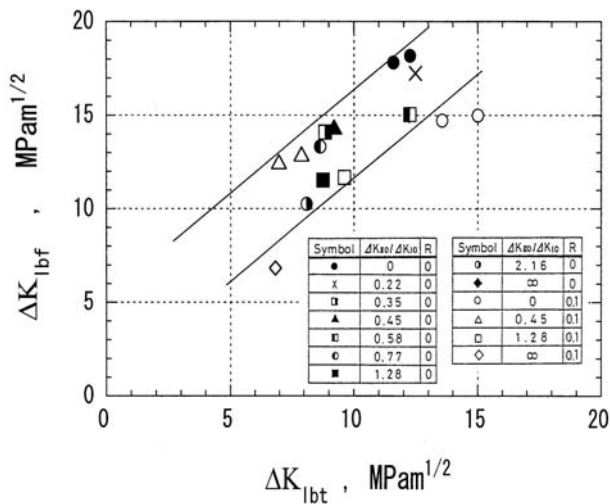 20
15
10
5
0
0
5
10
15
20
ΔK_lbf , MPam^1/2
ΔK_lbt , MPam^1/2
Symbol ΔK_II0/ΔK_I0 R
● 0 0
× 0.22 0
◨ 0.35 0
▲ 0.45 0
◧ 0.58 0
◐ 0.77 0
■ 1.28 0
Symbol ΔK_II0/ΔK_I0 R
◑ 2.16 0
◆ ∞ 0
○ 0 0.1
△ 0.45 0.1
□ 1.28 0.1
◇ ∞ 0.1